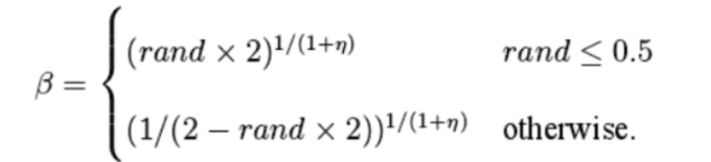 (rand × 2)^{1/(1+η)}    rand ≤ 0.5
β =
(1/(2 − rand × 2))^{1/(1+η)}    otherwise.